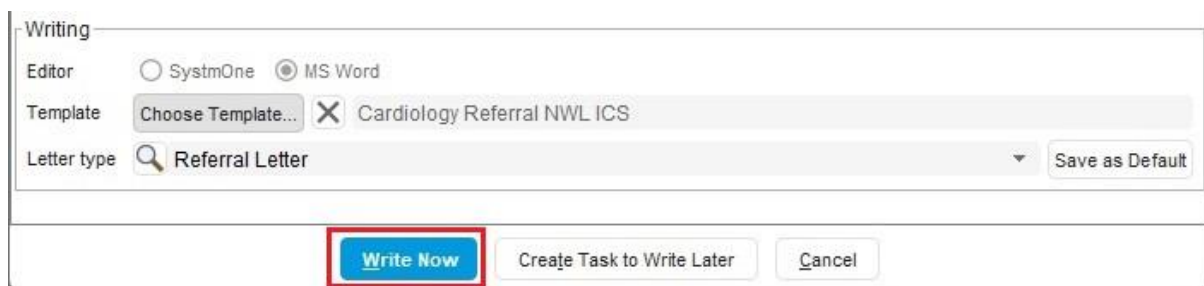 Writing
Editor SystmOne MS Word
Template Choose Template... Cardiology Referral NWL ICS
Letter type Referral Letter Save as Default
Write Now Create Task to Write Later Cancel